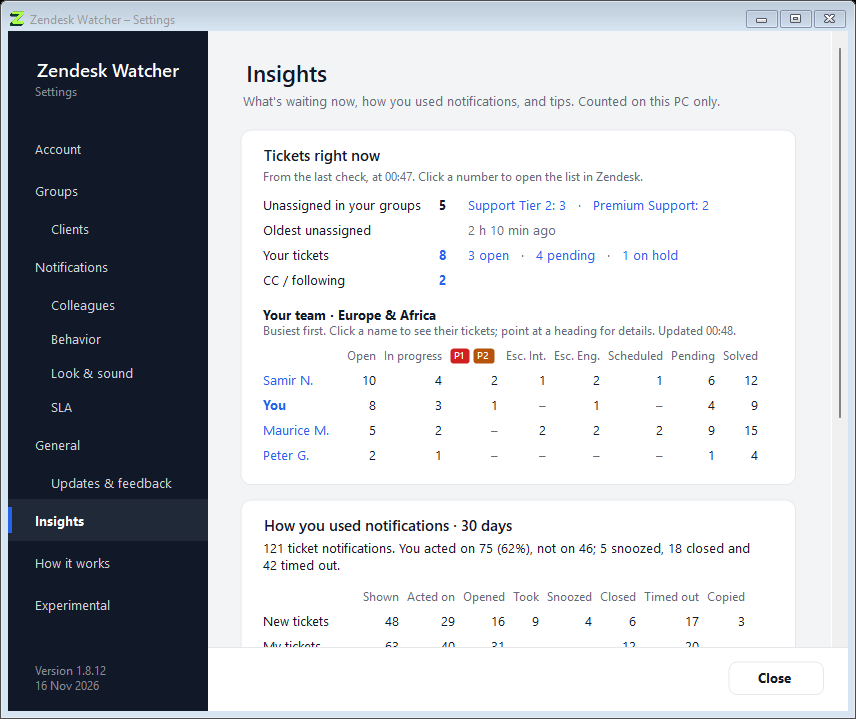 Zendesk Watcher – Settings
Zendesk Watcher
Settings
Account
Groups
Clients
Notifications
Colleagues
Behavior
Look & sound
SLA
General
Updates & feedback
Insights
How it works
Experimental
Version 1.8.12
16 Nov 2026
Insights
What's waiting now, how you used notifications, and tips. Counted on this PC only.
Tickets right now
From the last check, at 00:47. Click a number to open the list in Zendesk.
Unassigned in your groups 5 Support Tier 2: 3 · Premium Support: 2
Oldest unassigned 2 h 10 min ago
Your tickets 8 3 open · 4 pending · 1 on hold
CC / following 2
Your team · Europe & Africa
Busiest first. Click a name to see their tickets; point at a heading for details. Updated 00:48.
Open In progress P1 P2 Esc. Int. Esc. Eng. Scheduled Pending Solved
Samir N. 10 4 2 1 2 1 6 12
You 8 3 1 – 1 – 4 9
Maurice M. 5 2 – 2 2 2 9 15
Peter G. 2 1 – – – – 1 4
How you used notifications · 30 days
121 ticket notifications. You acted on 75 (62%), not on 46; 5 snoozed, 18 closed and
42 timed out.
Shown Acted on Opened Took Snoozed Closed Timed out Copied
New tickets 48 29 16 9 4 6 17 3
My tickets 63 40 31 12 20
Close